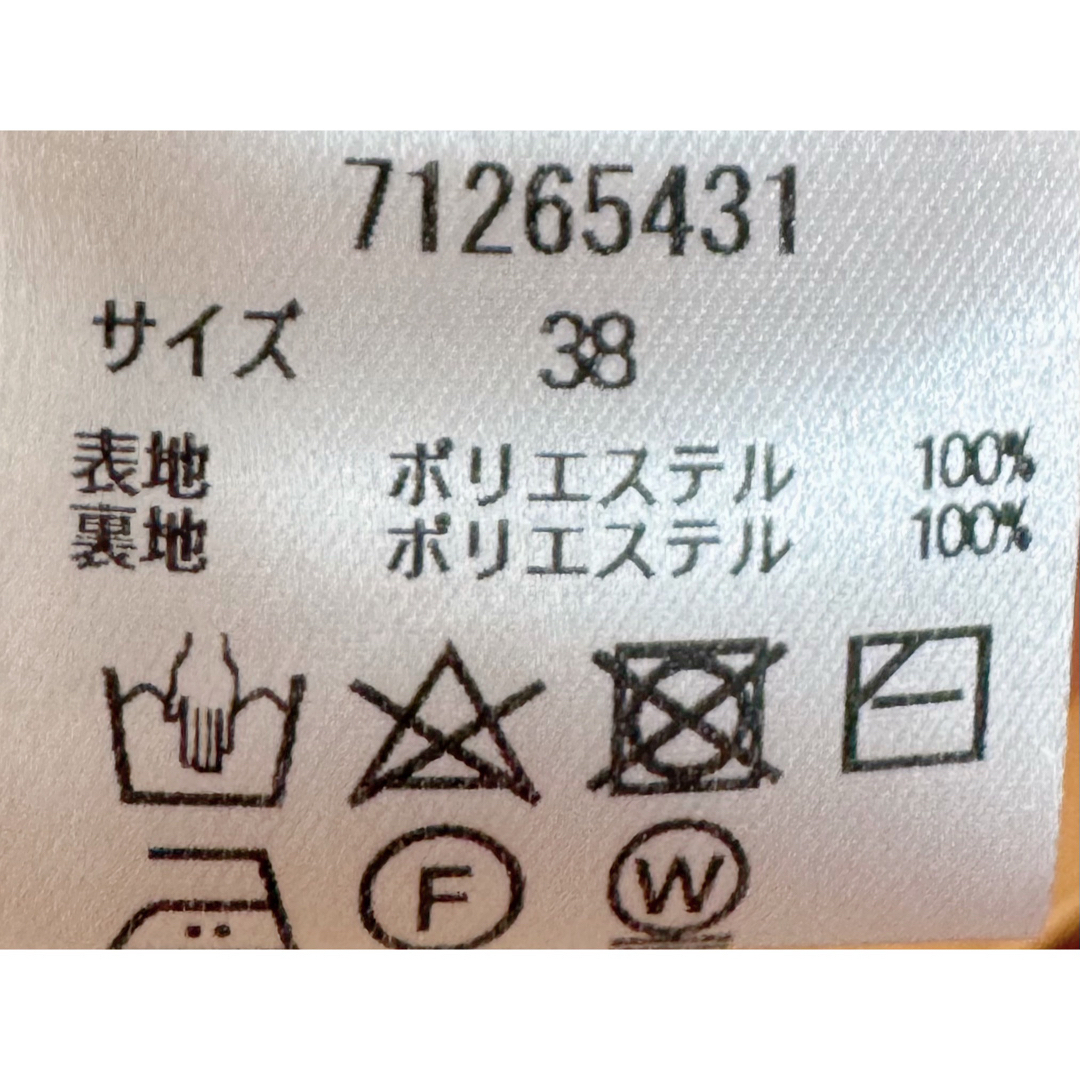 71265431
サイズ 38
表地 ポリエステル 100%
裏地 ポリエステル 100%
F W